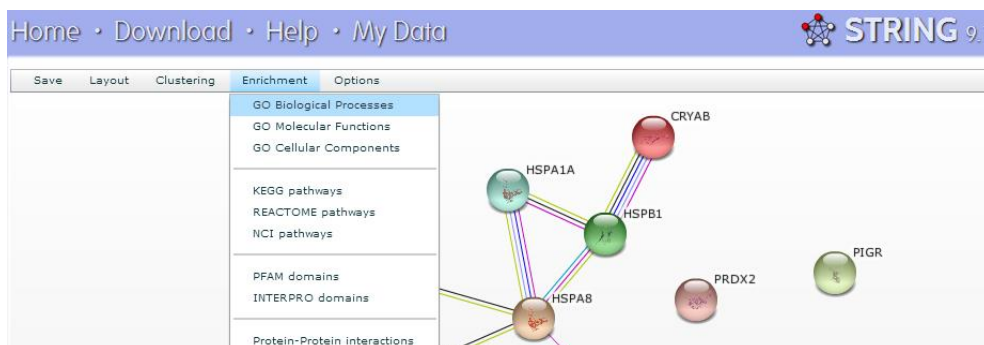 Home · Download · Help · My Data
STRING 9.
Save Layout Clustering Enrichment Options
GO Biological Processes
GO Molecular Functions
GO Cellular Components
KEGG pathways
REACTOME pathways
NCI pathways
PFAM domains
INTERPRO domains
Protein-Protein interactions
CRYAB
HSPA1A
HSPB1
PIGR
PRDX2
HSPA8